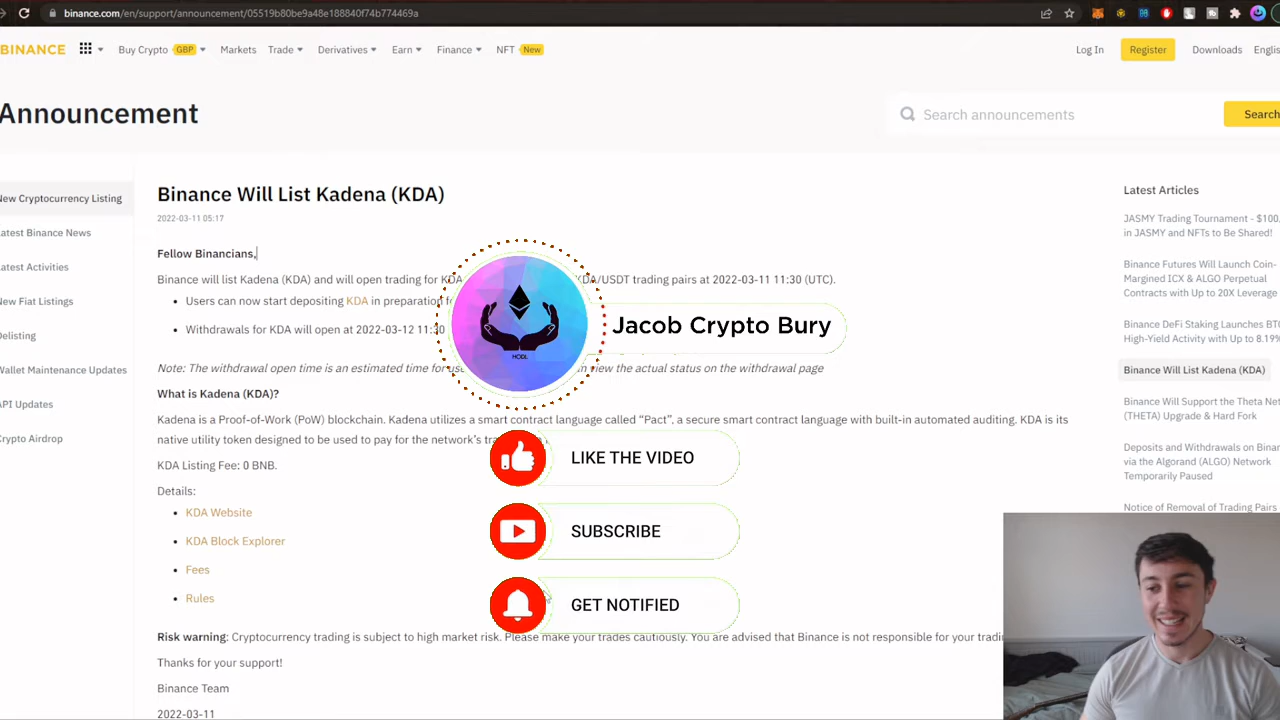 binance.com/en/support/announcement/05519b80be9a48e188840f74b774469a
BINANCE
Buy Crypto GBP
Markets
Trade
Derivatives
Earn
Finance
NFT New
Log In
Register
Downloads
Englis
Announcement
Search announcements
Search
New Cryptocurrency Listing
Latest Binance News
Latest Activities
New Fiat Listings
Delisting
Wallet Maintenance Updates
API Updates
Crypto Airdrop
Binance Will List Kadena (KDA)
2022-03-11 05:17
Fellow Binancians,
Binance will list Kadena (KDA) and will open trading for KDA/USDT trading pairs at 2022-03-11 11:30 (UTC).
Users can now start depositing KDA in preparation
Withdrawals for KDA will open at 2022-03-12 11:30
Note: The withdrawal open time is an estimated time for view the actual status on the withdrawal page
What is Kadena (KDA)?
Kadena is a Proof-of-Work (PoW) blockchain. Kadena utilizes a smart contract language called “Pact”, a secure smart contract language with built-in automated auditing. KDA is its
native utility token designed to be used to pay for the network's
KDA Listing Fee: 0 BNB.
Details:
KDA Website
KDA Block Explorer
Fees
Rules
Risk warning: Cryptocurrency trading is subject to high market risk. Please make your trades cautiously. You are advised that Binance is not responsible for your
Thanks for your support!
Binance Team
2022-03-11
HODL
Jacob Crypto Bury
LIKE THE VIDEO
SUBSCRIBE
GET NOTIFIED
Latest Articles
JASMY Trading Tournament - $100,
in JASMY and NFTs to Be Shared!
Binance Futures Will Launch Coin-
Margined ICX & ALGO Perpetual
Contracts with Up to 20X Leverage
Binance DeFi Staking Launches BTC
High-Yield Activity with Up to 8.19%
Binance Will List Kadena (KDA)
Binance Will Support the Theta Net
(THETA) Upgrade & Hard Fork
Deposits and Withdrawals on Binan
via the Algorand (ALGO) Network
Temporarily Paused
Notice of Removal of Trading Pairs